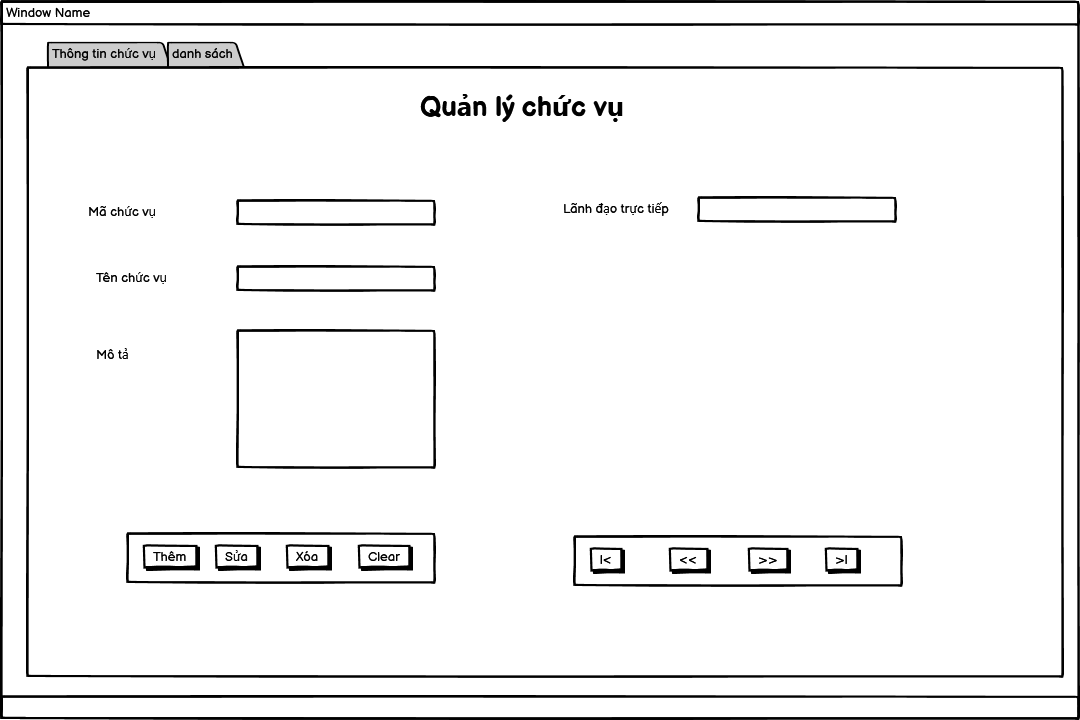 Window Name
Thông tin chức vụ
danh sách
Quản lý chức vụ
Mã chức vụ
Lãnh đạo trực tiếp
Tên chức vụ
Mô tả
Thêm
Sửa
Xóa
Clear
I<
<<
>>
>I